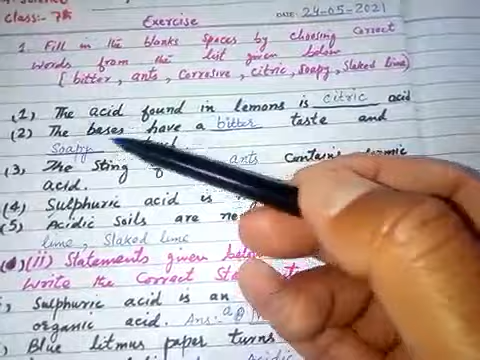 Class:- 7th
Exercise
DATE: 24-05-2021
1. Fill in the blanks spaces by choosing correct
words from the list given below
(bitter, ants, Corrosive, citric, soapy, Slaked lime)
(1) The acid found in lemons is citric acid
(2) The bases have a bitter taste and
Soapy
(3) The Sting ants contains
acid.
(4) Sulphuric acid is
(5) Acidic Soils are
lime, Slaked lime
(ii) Statements given below
Write the Correct
Sulphuric acid is an
organic acid. Ans:
Blue litmus paper turns